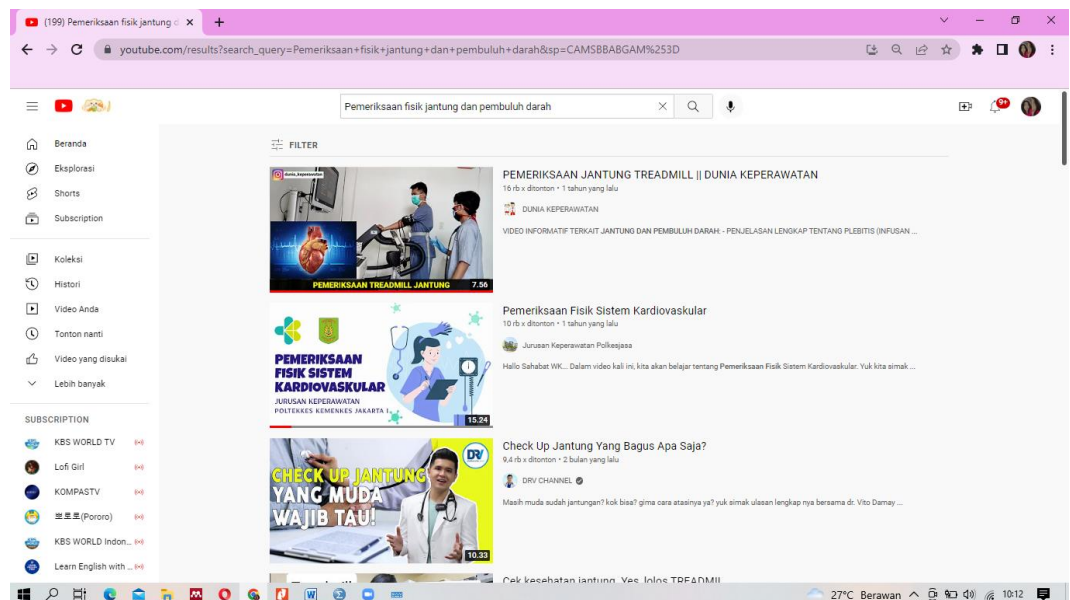 (199) Pemeriksaan fisik jantung d
youtube.com/results?search_query=Pemeriksaan+fisik+jantung+dan+pembuluh+darah&sp=CAMSBBABGAM%253D
Pemeriksaan fisik jantung dan pembuluh darah
9+
Beranda
Eksplorasi
Shorts
Subscription
Koleksi
Histori
Video Anda
Tonton nanti
Video yang disukai
Lebih banyak
SUBSCRIPTION
KBS WORLD TV
Lofi Girl
KOMPASTV
뽀로로(Pororo)
KBS WORLD Indon...
Learn English with ...
FILTER
dunia_keperawatan
PEMERIKSAAN TREADMILL JANTUNG
7.56
PEMERIKSAAN JANTUNG TREADMILL || DUNIA KEPERAWATAN
16 rb x ditonton • 1 tahun yang lalu
DUNIA KEPERAWATAN
VIDEO INFORMATIF TERKAIT JANTUNG DAN PEMBULUH DARAH: - PENJELASAN LENGKAP TENTANG PLEBITIS (INFUSAN ...
PEMERIKSAAN
FISIK SISTEM
KARDIOVASKULAR
JURUSAN KEPERAWATAN
POLTEKKES KEMENKES JAKARTA I
15.24
Pemeriksaan Fisik Sistem Kardiovaskular
10 rb x ditonton • 1 tahun yang lalu
Jurusan Keperawatan Polkesjasa
Hallo Sahabat WK... Dalam video kali ini, kita akan belajar tentang Pemeriksaan Fisik Sistem Kardiovaskular. Yuk kita simak ...
DRV
CHECK UP JANTUNG
YANG MUDA
WAJIB TAU!
10.33
Check Up Jantung Yang Bagus Apa Saja?
9,4 rb x ditonton • 2 bulan yang lalu
DRV CHANNEL
Masih muda sudah jantungan? kok bisa? gima cara atasinya ya? yuk simak ulasan lengkap nya bersama dr. Vito Damay ...
Cek kesehatan jantung, Yes, lolos TREADMILL
27°C Berawan
10:12